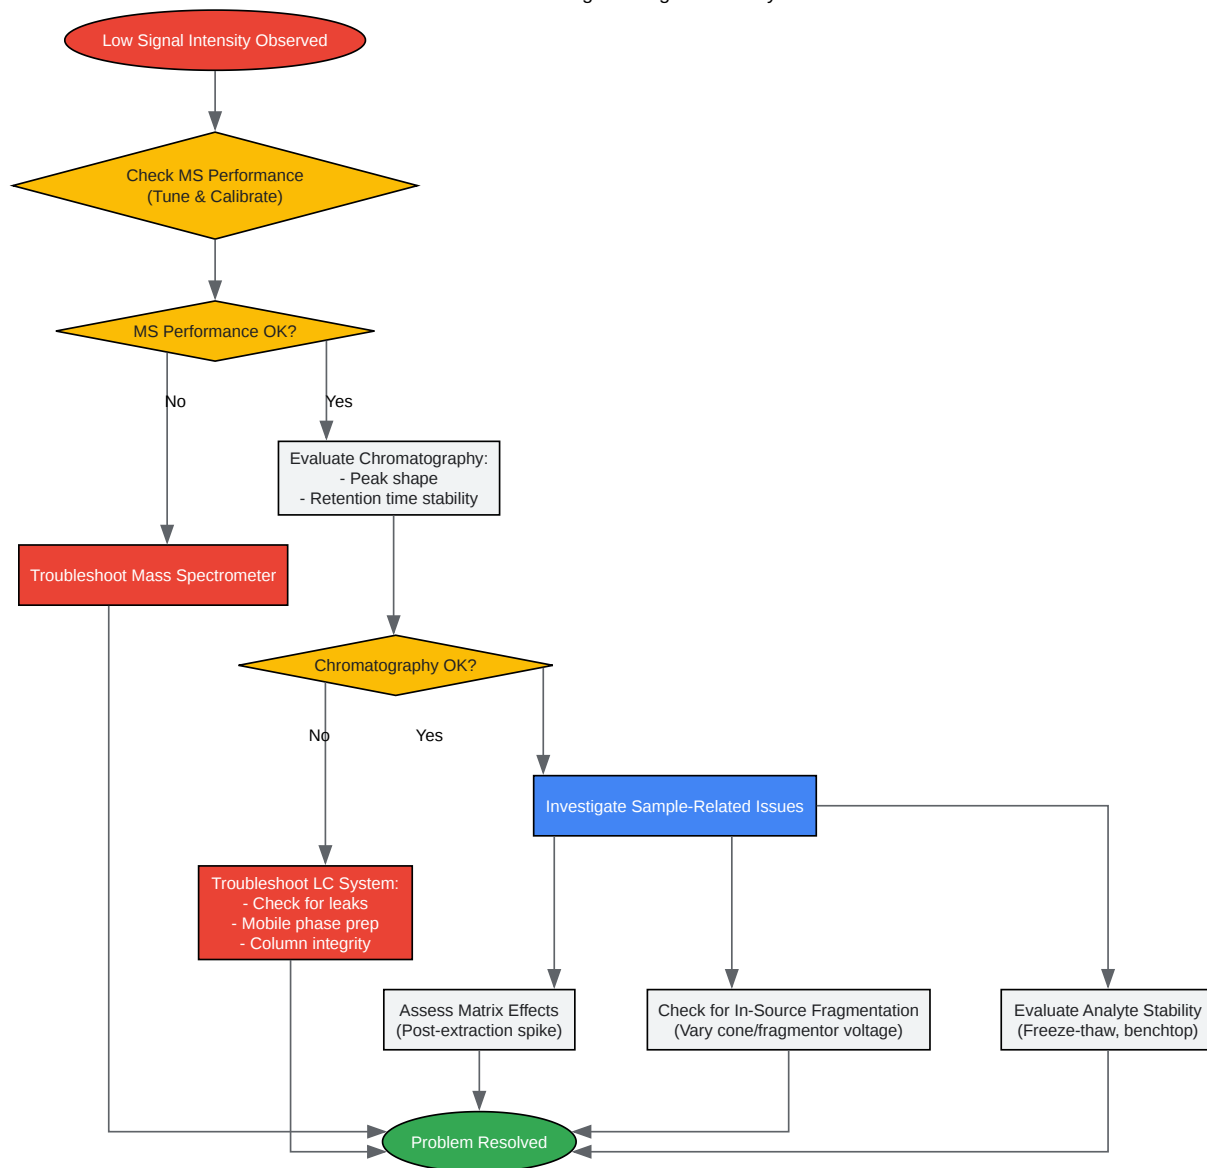 Low Signal Intensity Observed
Check MS Performance
(Tune & Calibrate)
MS Performance OK?
No
Yes
Evaluate Chromatography:
- Peak shape
- Retention time stability
Troubleshoot Mass Spectrometer
Chromatography OK?
No
Yes
Investigate Sample-Related Issues
Troubleshoot LC System:
- Check for leaks
- Mobile phase prep
- Column integrity
Assess Matrix Effects
(Post-extraction spike)
Check for In-Source Fragmentation
(Vary cone/fragmentor voltage)
Evaluate Analyte Stability
(Freeze-thaw, benchtop)
Problem Resolved